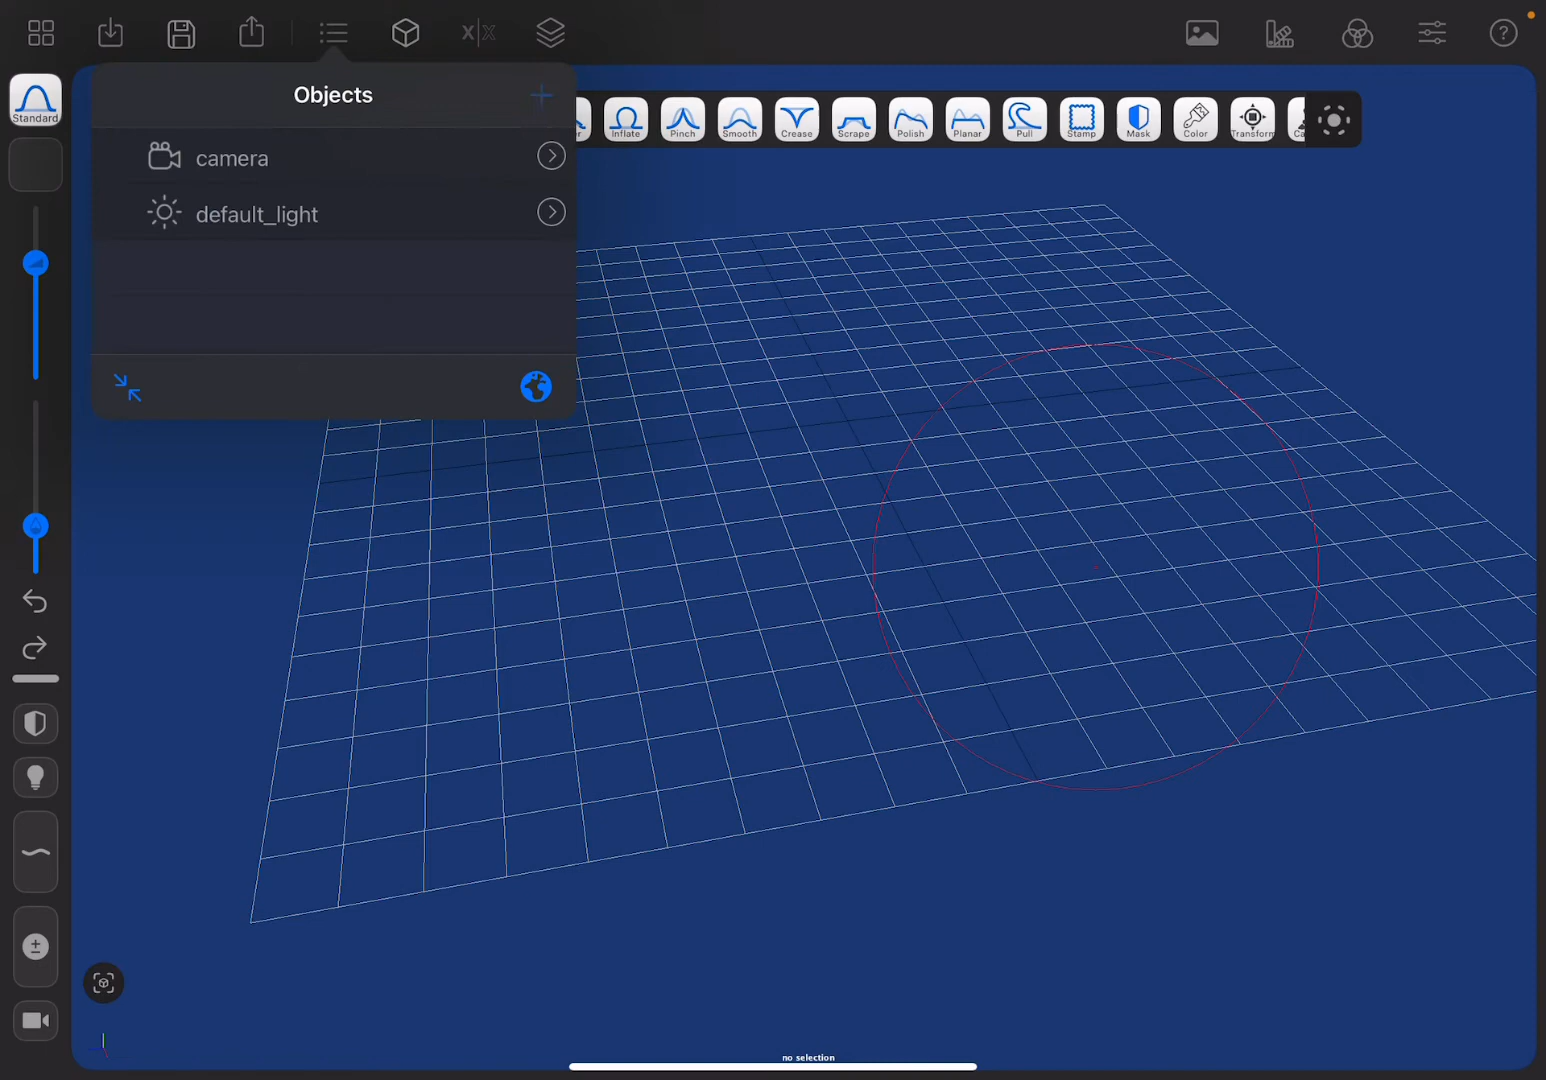 X|X
?
Standard
Objects
+
Inflate
Pinch
Smooth
Crease
Scrape
Polish
Planar
Pull
Stamp
Mask
Color
Transform
camera
default_light
no selection